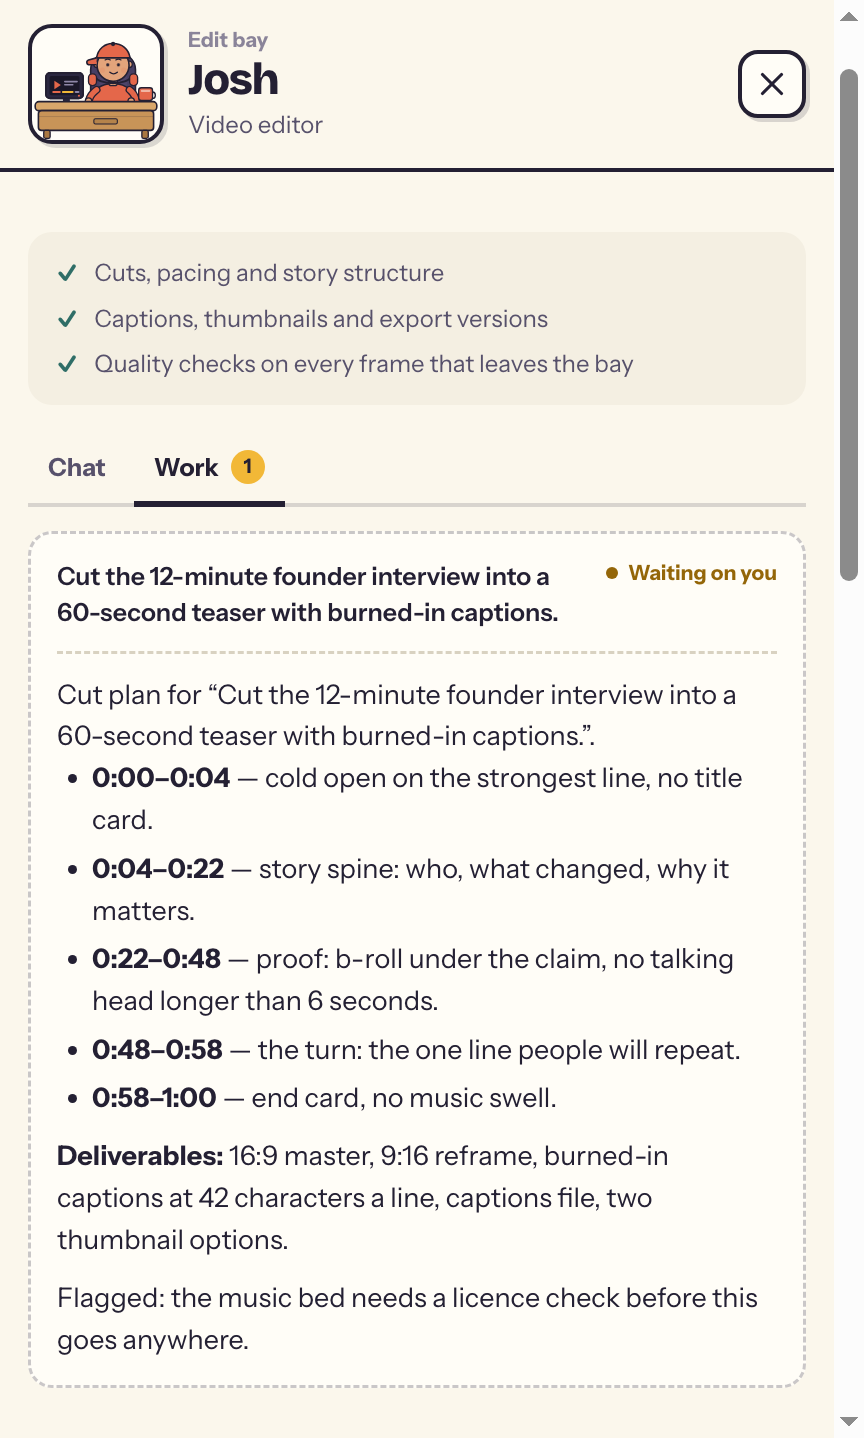 Edit bay
Josh
Video editor
Cuts, pacing and story structure
Captions, thumbnails and export versions
Quality checks on every frame that leaves the bay
Chat
Work 1
Cut the 12-minute founder interview into a
60-second teaser with burned-in captions.
Waiting on you
Cut plan for “Cut the 12-minute founder interview into a
60-second teaser with burned-in captions.”.
• 0:00–0:04 — cold open on the strongest line, no title
card.
• 0:04–0:22 — story spine: who, what changed, why it
matters.
• 0:22–0:48 — proof: b-roll under the claim, no talking
head longer than 6 seconds.
• 0:48–0:58 — the turn: the one line people will repeat.
• 0:58–1:00 — end card, no music swell.
Deliverables: 16:9 master, 9:16 reframe, burned-in
captions at 42 characters a line, captions file, two
thumbnail options.
Flagged: the music bed needs a licence check before this
goes anywhere.